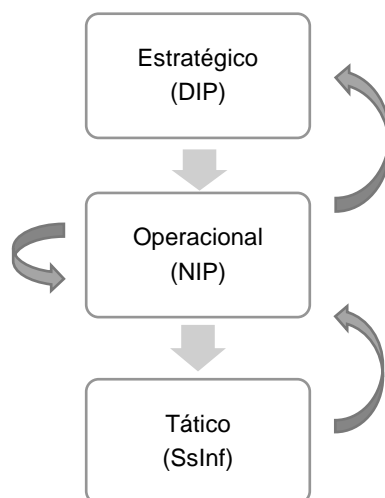 Estratégico
(DIP)
Operacional
(NIP)
Tático
(SsInf)